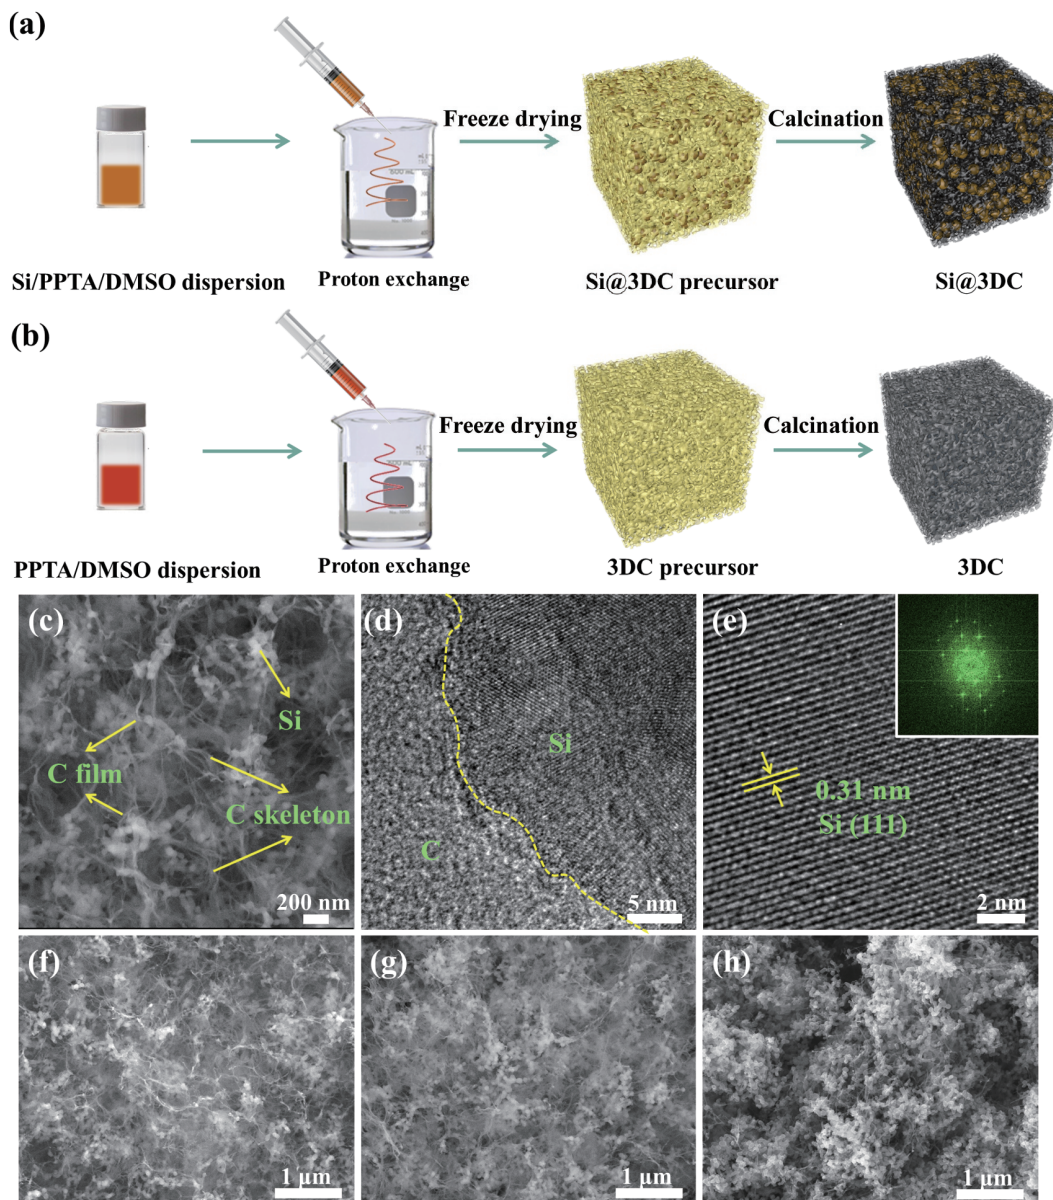 (a)
Freeze drying
Calcination
Si/PPTA/DMSO dispersion
Proton exchange
Si@3DC precursor
Si@3DC
(b)
Freeze drying
Calcination
PPTA/DMSO dispersion
Proton exchange
3DC precursor
3DC
(c)
Si
C film
C skeleton
200 nm
(d)
Si
C
5 nm
(e)
0.31 nm
Si (111)
2 nm
(f)
1 μm
(g)
1 μm
(h)
1 μm